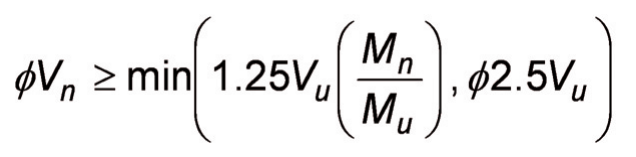 ϕVn ≥ min(1.25Vu(Mn/Mu), ϕ2.5Vu)